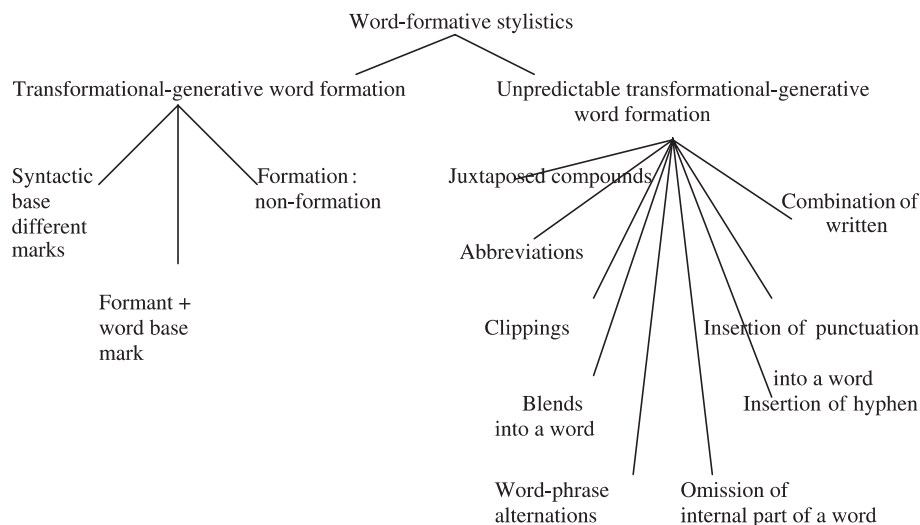 Word-formative stylistics
Transformational-generative word formation
Unpredictable transformational-generative
word formation
Syntactic
base
different
marks
Formation :
non-formation
Formant +
word base
mark
Juxtaposed compounds
Combination of
written
Abbreviations
Clippings
Insertion of punctuation
into a word
Insertion of hyphen
Blends
into a word
Word-phrase
alternations
Omission of
internal part of a word